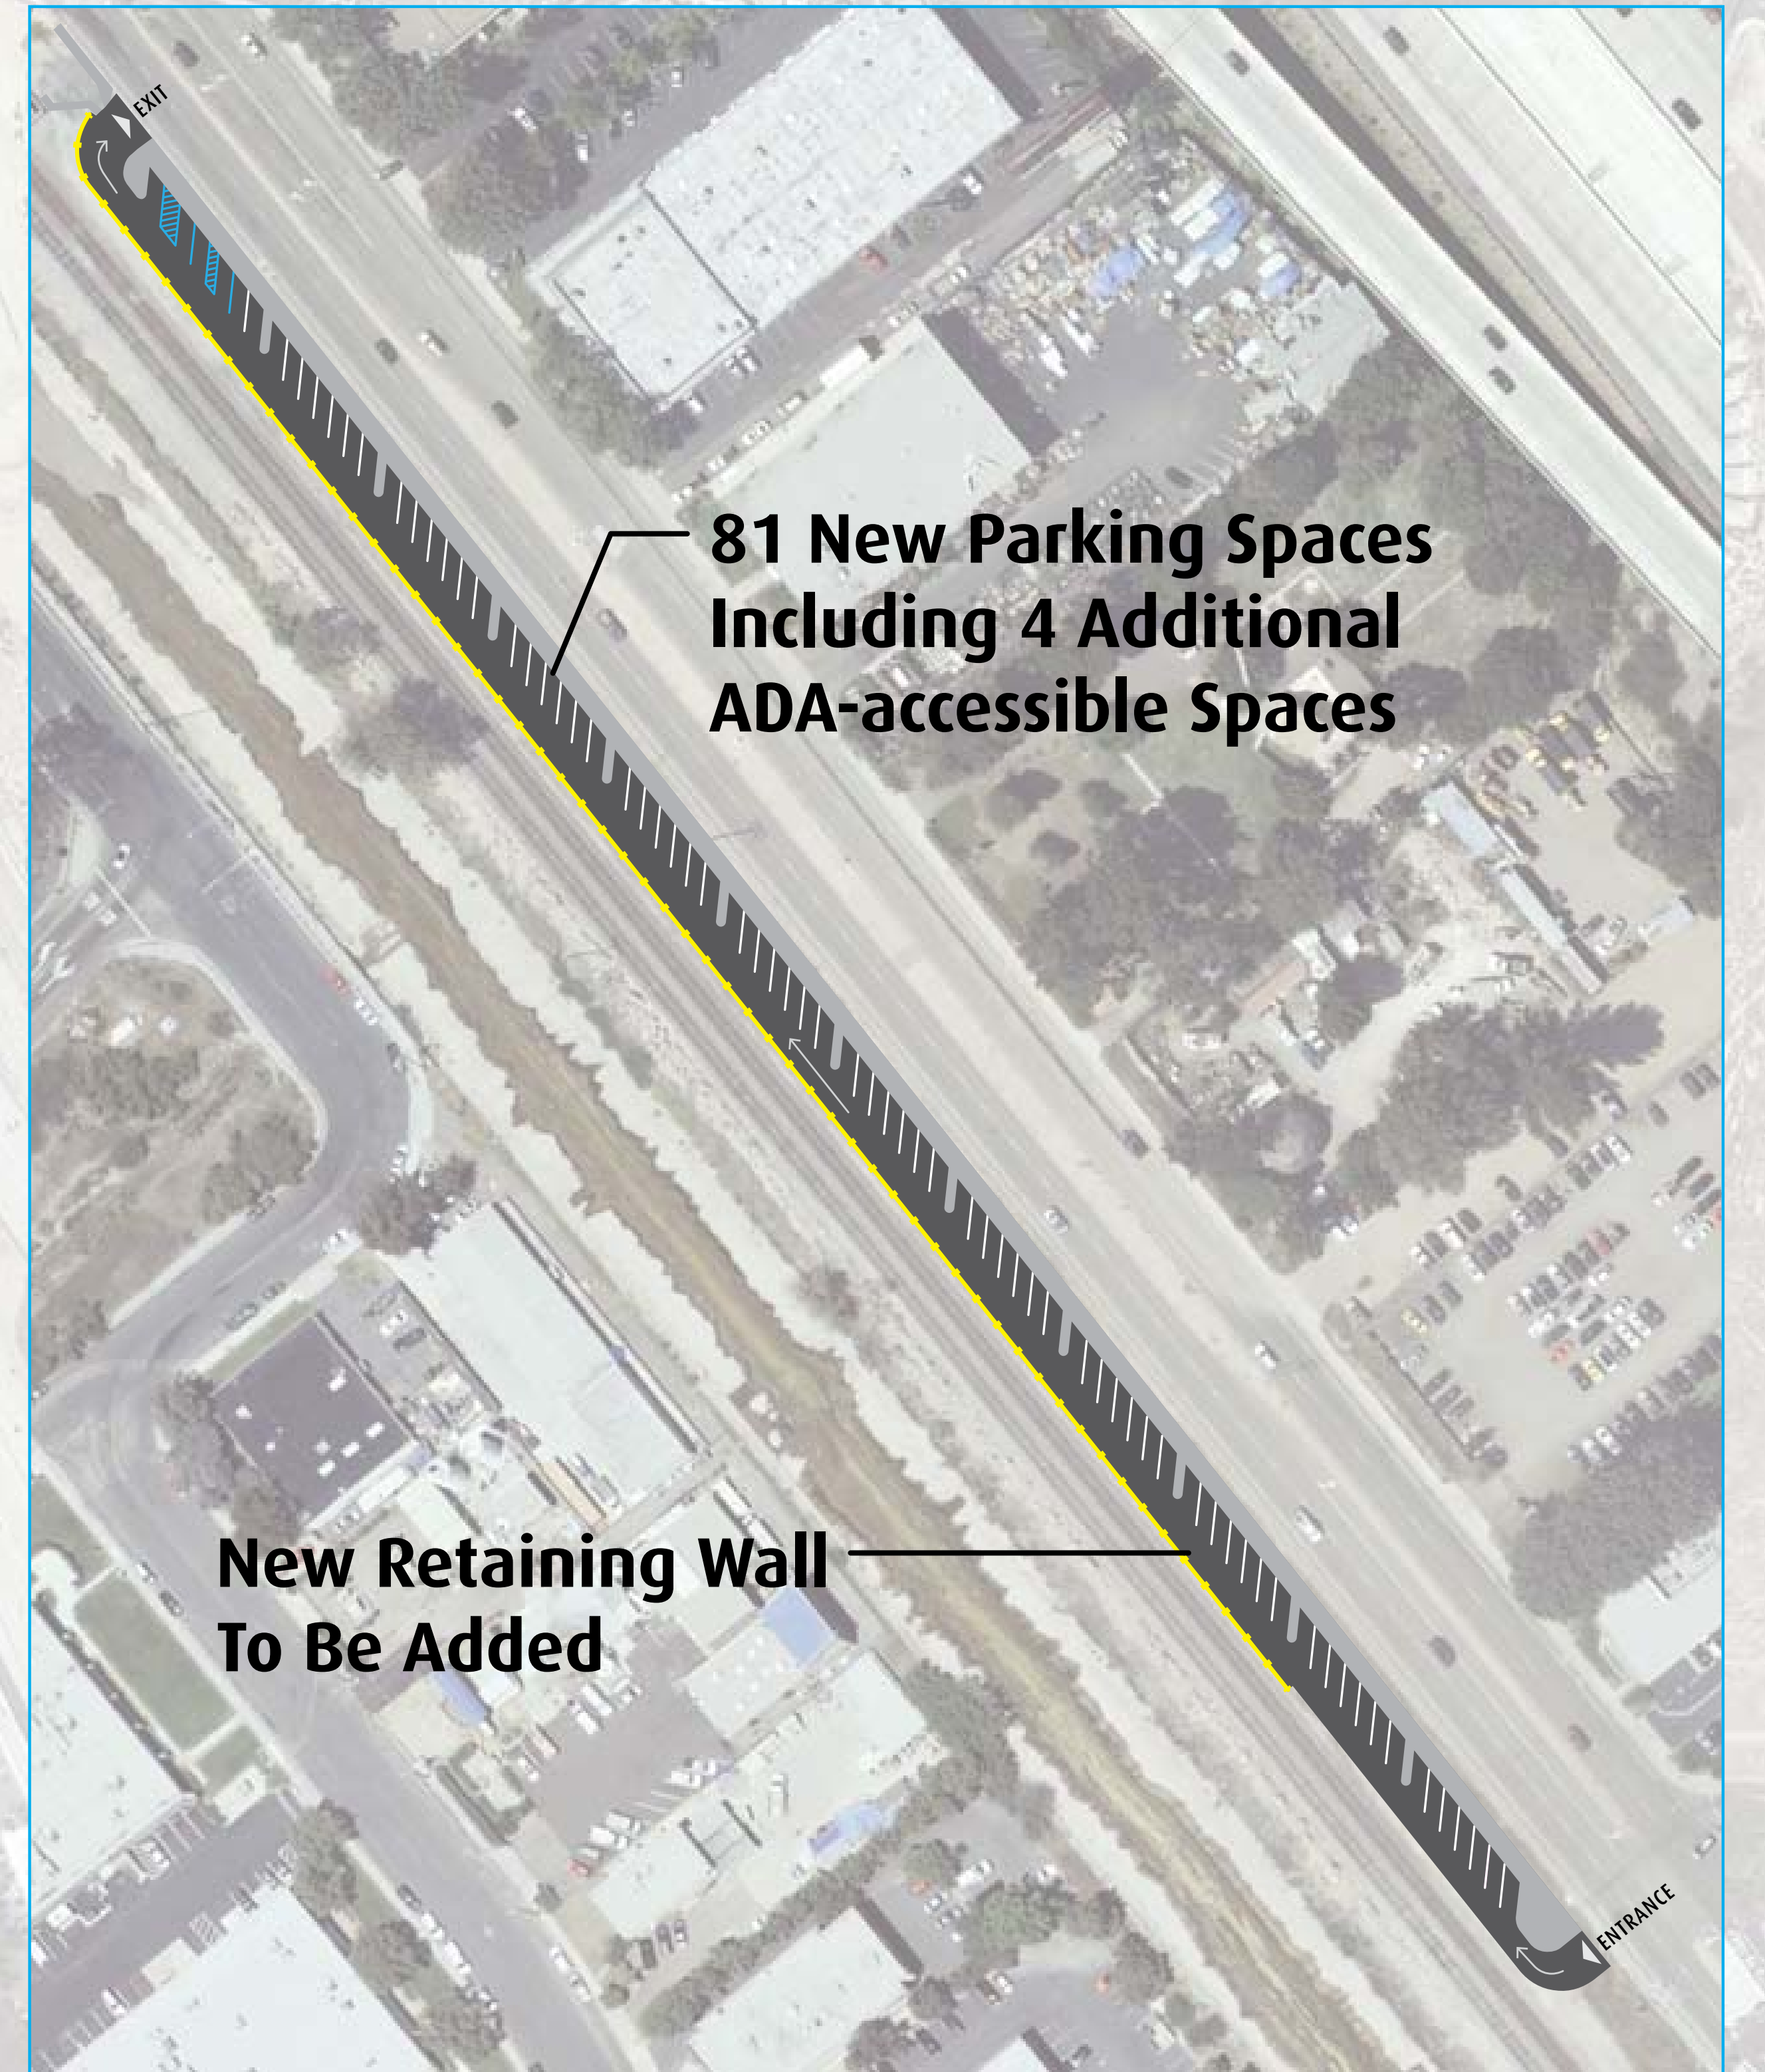 EXIT
81 New Parking Spaces
Including 4 Additional
ADA-accessible Spaces
New Retaining Wall
To Be Added
ENTRANCE